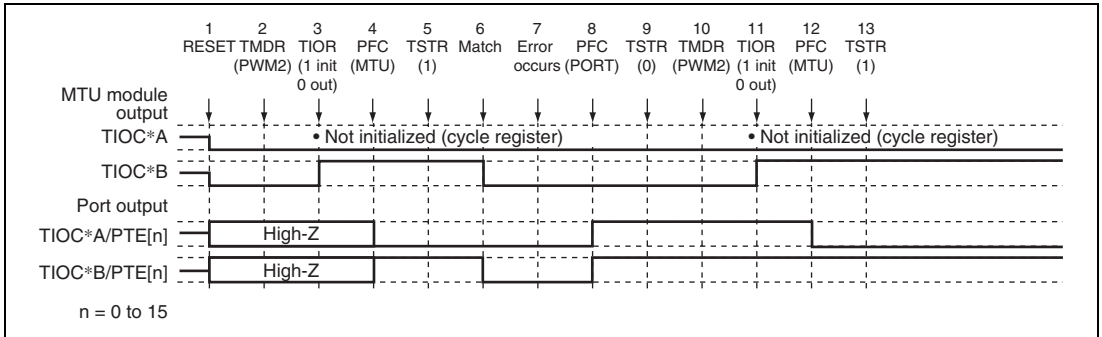 1 2 3 4 5 6 7 8 9 10 11 12 13
RESET TMDR TIOR PFC TSTR Match Error PFC TSTR TMDR TIOR PFC TSTR
(PWM2) (1 init (MTU) (1) occurs (PORT) (0) (PWM2) (1 init (MTU) (1)
0 out) 0 out)
MTU module
output
TIOC*A • Not initialized (cycle register) • Not initialized (cycle register)
TIOC*B
Port output
TIOC*A/PTE[n] High-Z
TIOC*B/PTE[n] High-Z
n = 0 to 15